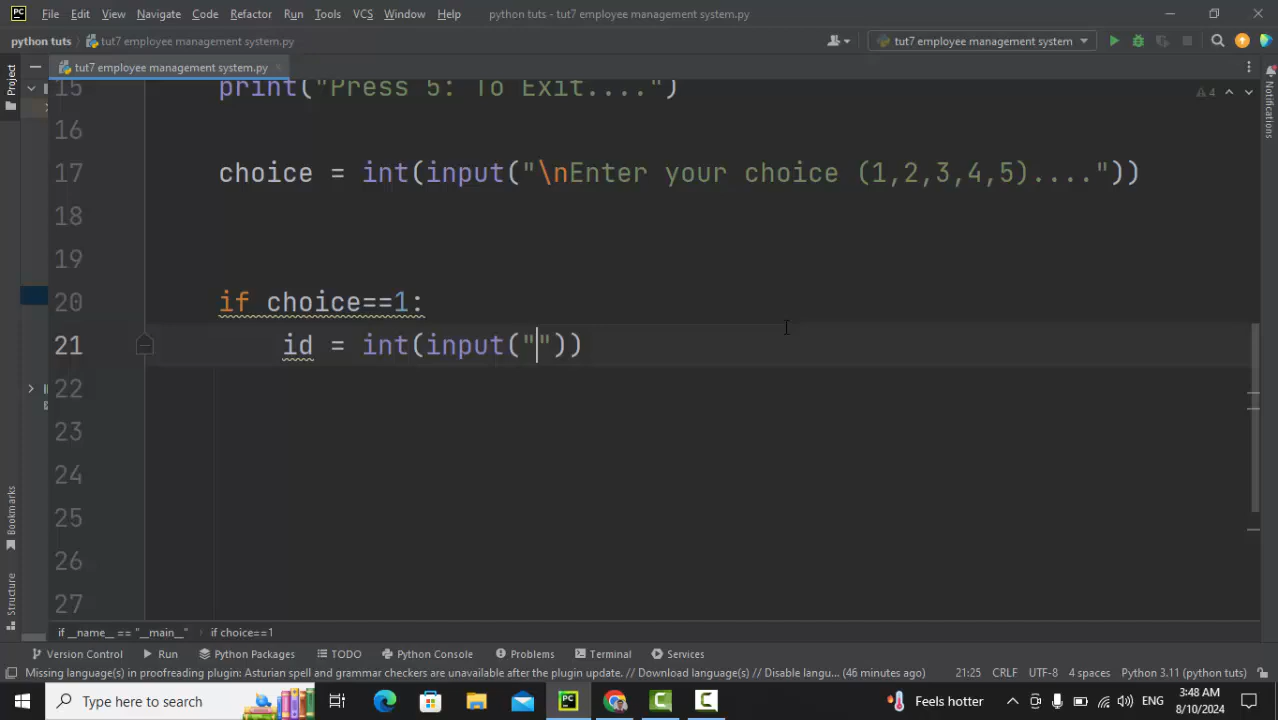 PC File Edit View Navigate Code Refactor Run Tools VCS Window Help python tuts - tut7 employee management system.py
python tuts tut7 employee management system.py tut7 employee management system
Project
tut7 employee management system.py
Notifications
15 print("Press 5: To Exit....")
4
16
17 choice = int(input("\nEnter your choice (1,2,3,4,5)...."))
18
19
20 if choice==1:
21 id = int(input(""))
22
23
24
25
26
27
Bookmarks
Structure
if __name__ == "__main__" if choice==1
Version Control Run Python Packages TODO Python Console Problems Terminal Services
Missing language(s) in proofreading plugin: Asturian spell and grammar checkers are unavailable after the plugin update. // Download language(s) // Disable langu... (46 minutes ago) 21:25 CRLF UTF-8 4 spaces Python 3.11 (python tuts)
Type here to search PC Feels hotter ENG 3:48 AM
8/10/2024